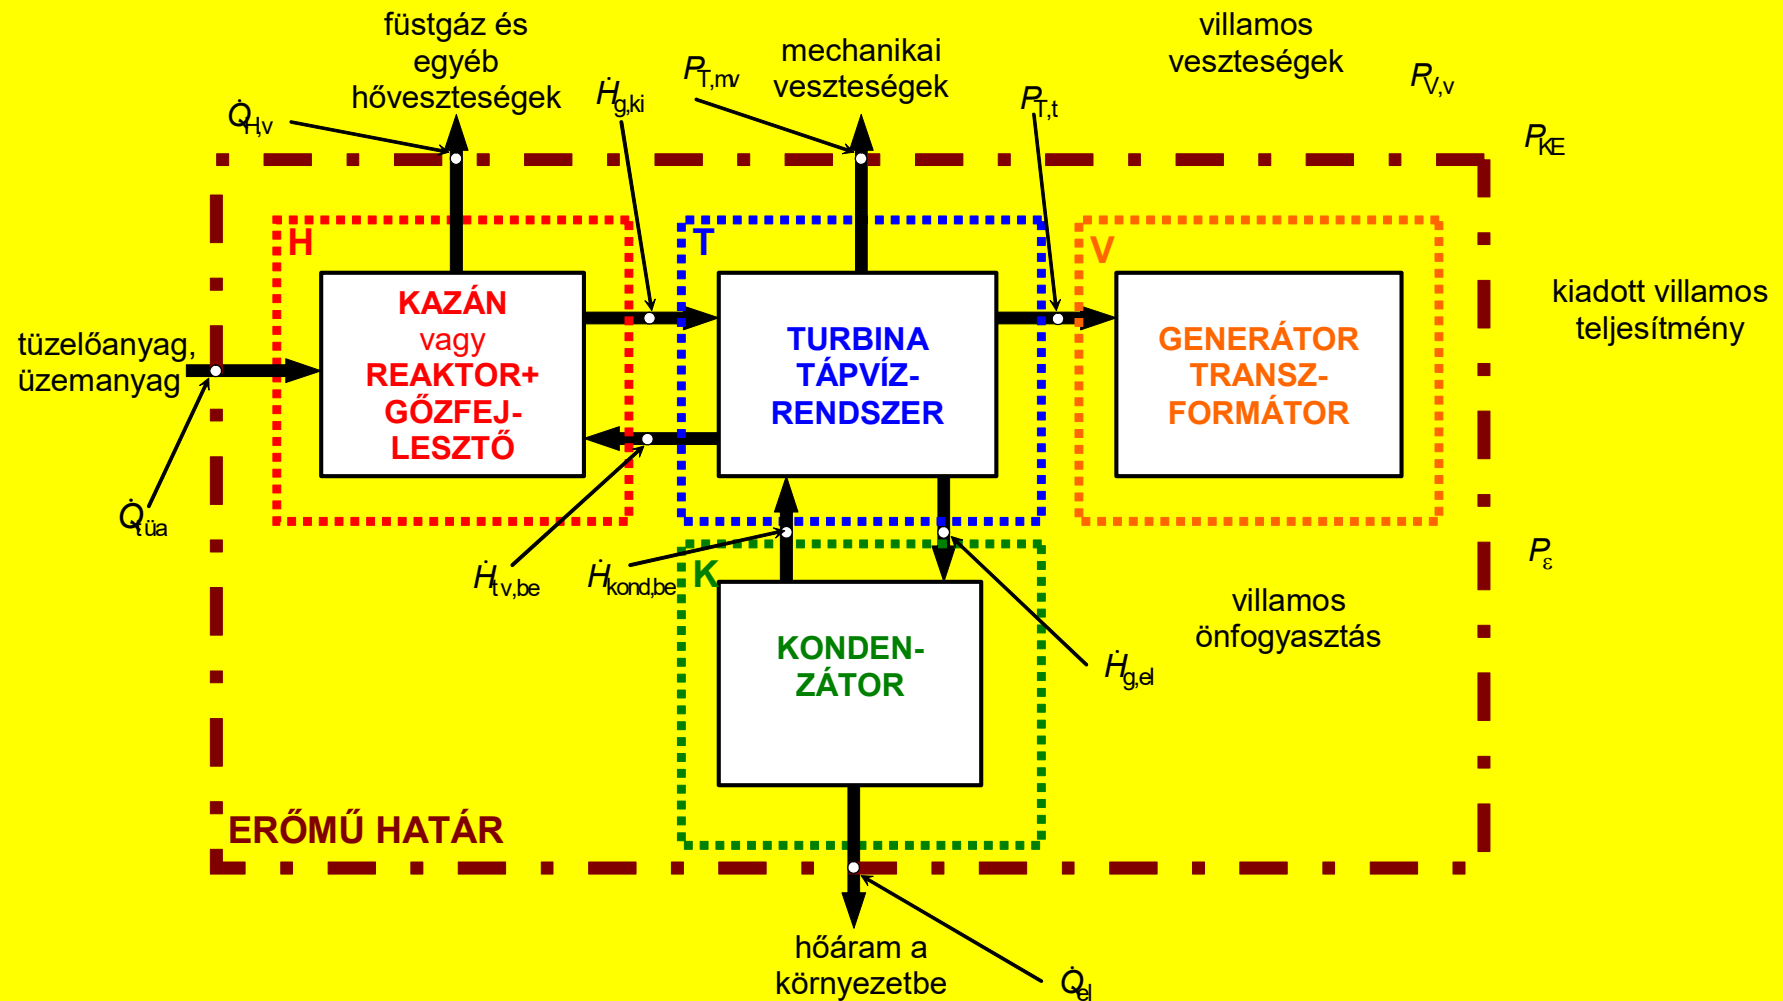 füstgáz és
egyéb
hőveszteségek
mechanikai
veszteségek
villamos
veszteségek
Q̇H,v
Ḣg,ki
PT,mv
PT,t
PV,v
PKE
H
T
V
KAZÁN
vagy
REAKTOR+
GŐZFEJ-
LESZTŐ
TURBINA
TÁPVÍZ-
RENDSZER
GENERÁTOR
TRANSZ-
FORMÁTOR
kiadott villamos
teljesítmény
tüzelőanyag,
üzemanyag
Q̇tüa
Ḣtv,be
Ḣkond,be
K
KONDEN-
ZÁTOR
Ḣg,el
villamos
önfogyasztás
Pε
ERŐMŰ HATÁR
hőáram a
környezetbe
Q̇el